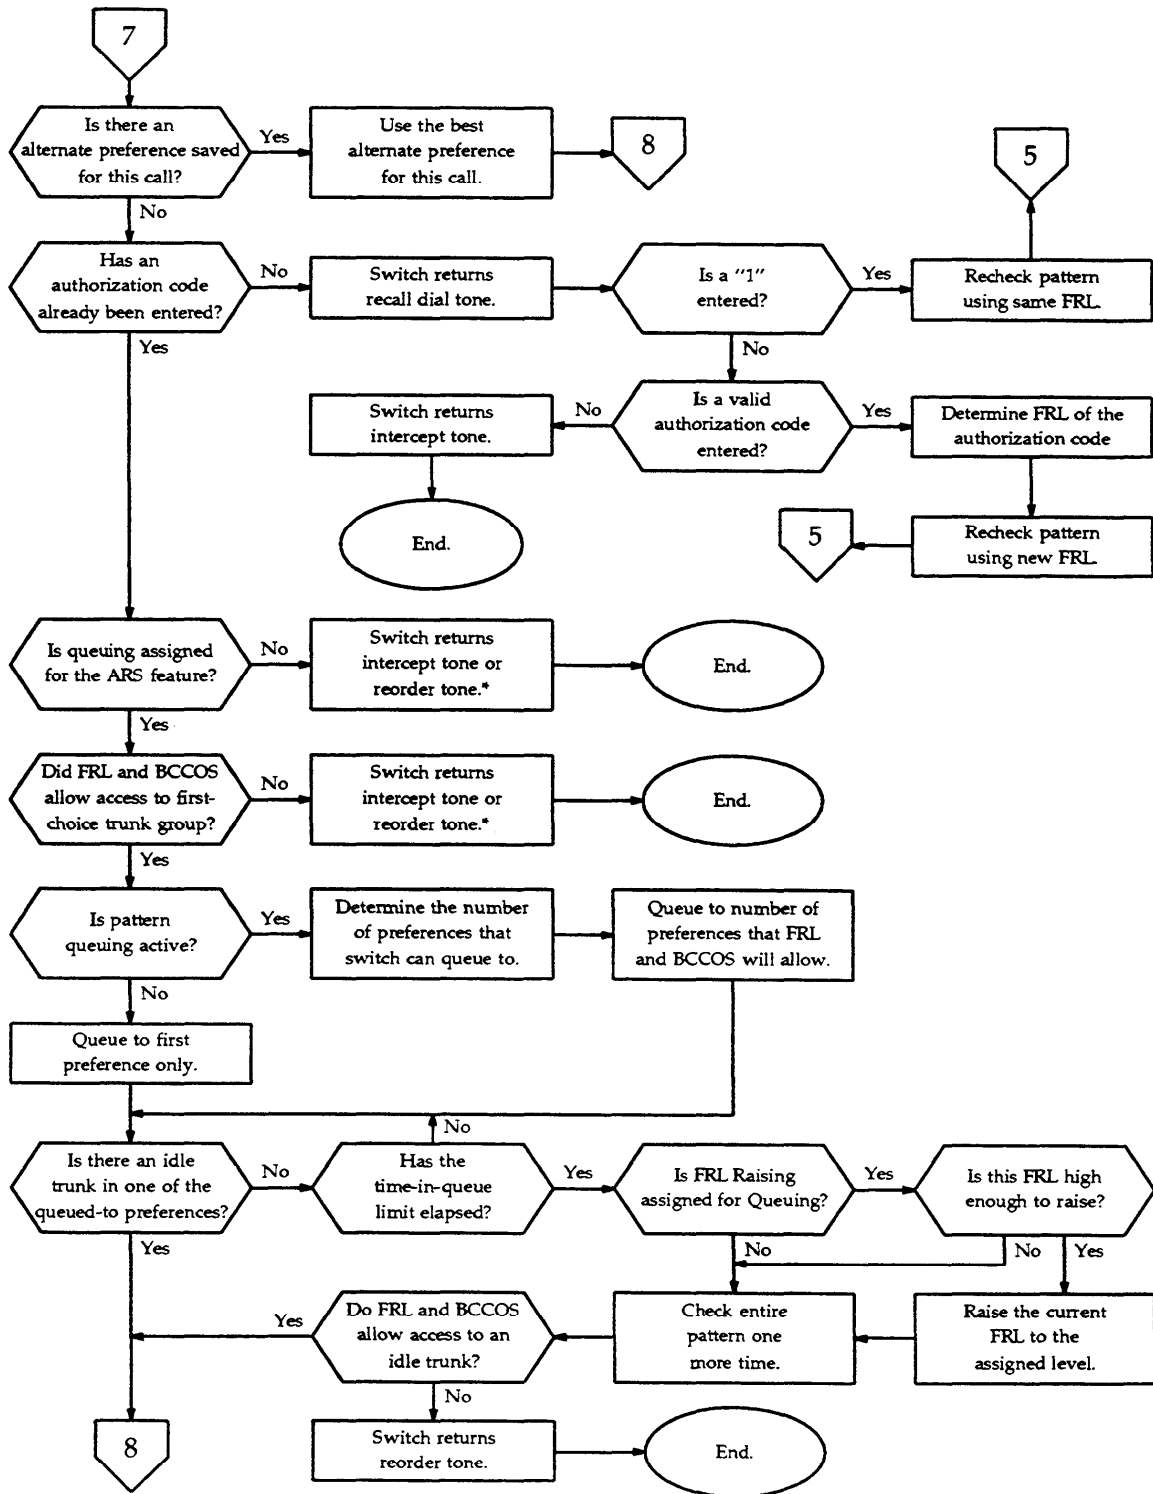 7
Is there an
alternate preference saved
for this call?
Yes
Use the best
alternate preference
for this call.
8
5
No
Has an
authorization code
already been entered?
No
Switch returns
recall dial tone.
Is a "1"
entered?
Yes
Recheck pattern
using same FRL.
Yes
No
Switch returns
intercept tone.
No
Is a valid
authorization code
entered?
Yes
Determine FRL of the
authorization code
End.
5
Recheck pattern
using new FRL.
Is queuing assigned
for the ARS feature?
No
Switch returns
intercept tone or
reorder tone.*
End.
Yes
Did FRL and BCCOS
allow access to first-
choice trunk group?
No
Switch returns
intercept tone or
reorder tone.*
End.
Yes
Is pattern
queuing active?
Yes
Determine the number
of preferences that
switch can queue to.
Queue to number of
preferences that FRL
and BCCOS will allow.
No
Queue to first
preference only.
No
Is there an idle
trunk in one of the
queued-to preferences?
No
Has the
time-in-queue
limit elapsed?
Yes
Is FRL Raising
assigned for Queuing?
Yes
Is this FRL high
enough to raise?
Yes
No
No
Yes
Yes
Do FRL and BCCOS
allow access to an
idle trunk?
Check entire
pattern one
more time.
Raise the current
FRL to the
assigned level.
No
8
Switch returns
reorder tone.
End.